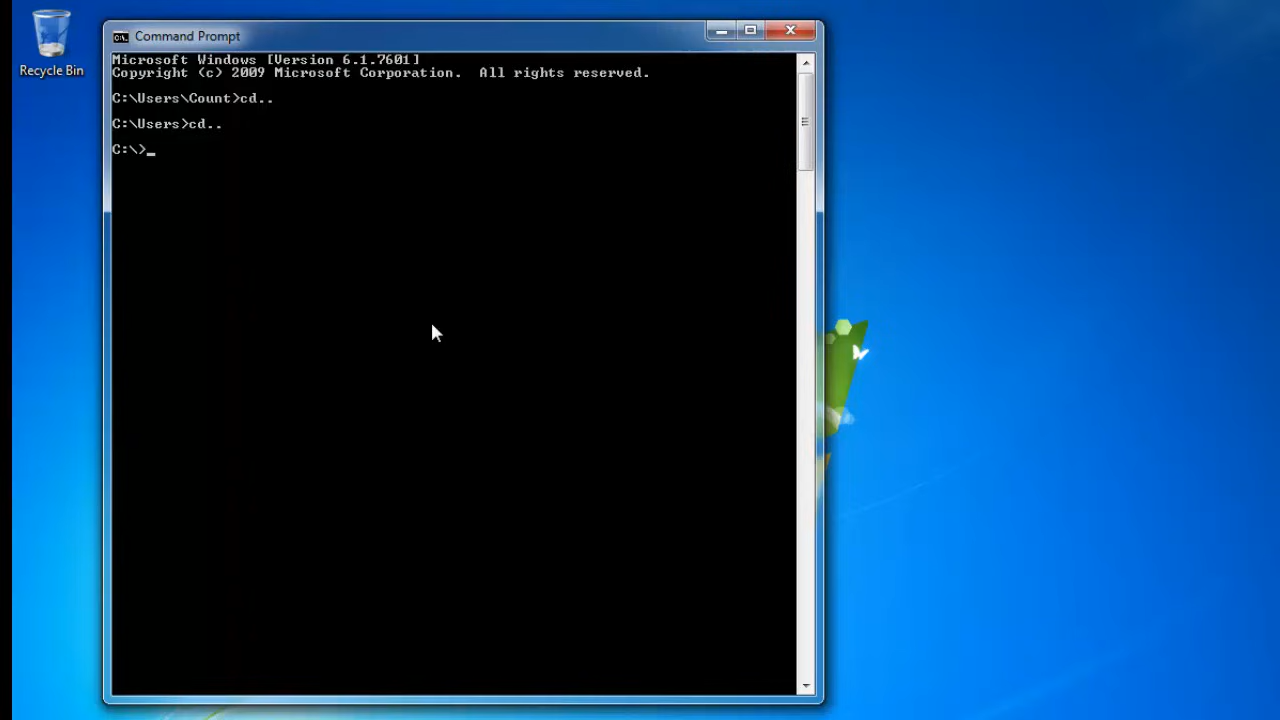 Recycle Bin
Command Prompt
Microsoft Windows [Version 6.1.7601]
Copyright (c) 2009 Microsoft Corporation.  All rights reserved.
C:\Users\Count>cd..
C:\Users>cd..
C:\>_